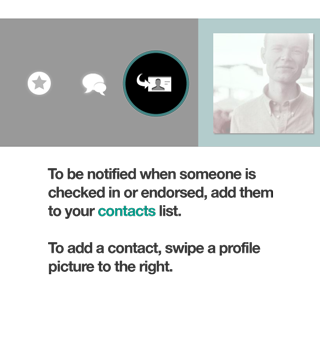 To be notified when someone is
checked in or endorsed, add them
to your contacts list.
To add a contact, swipe a profile
picture to the right.